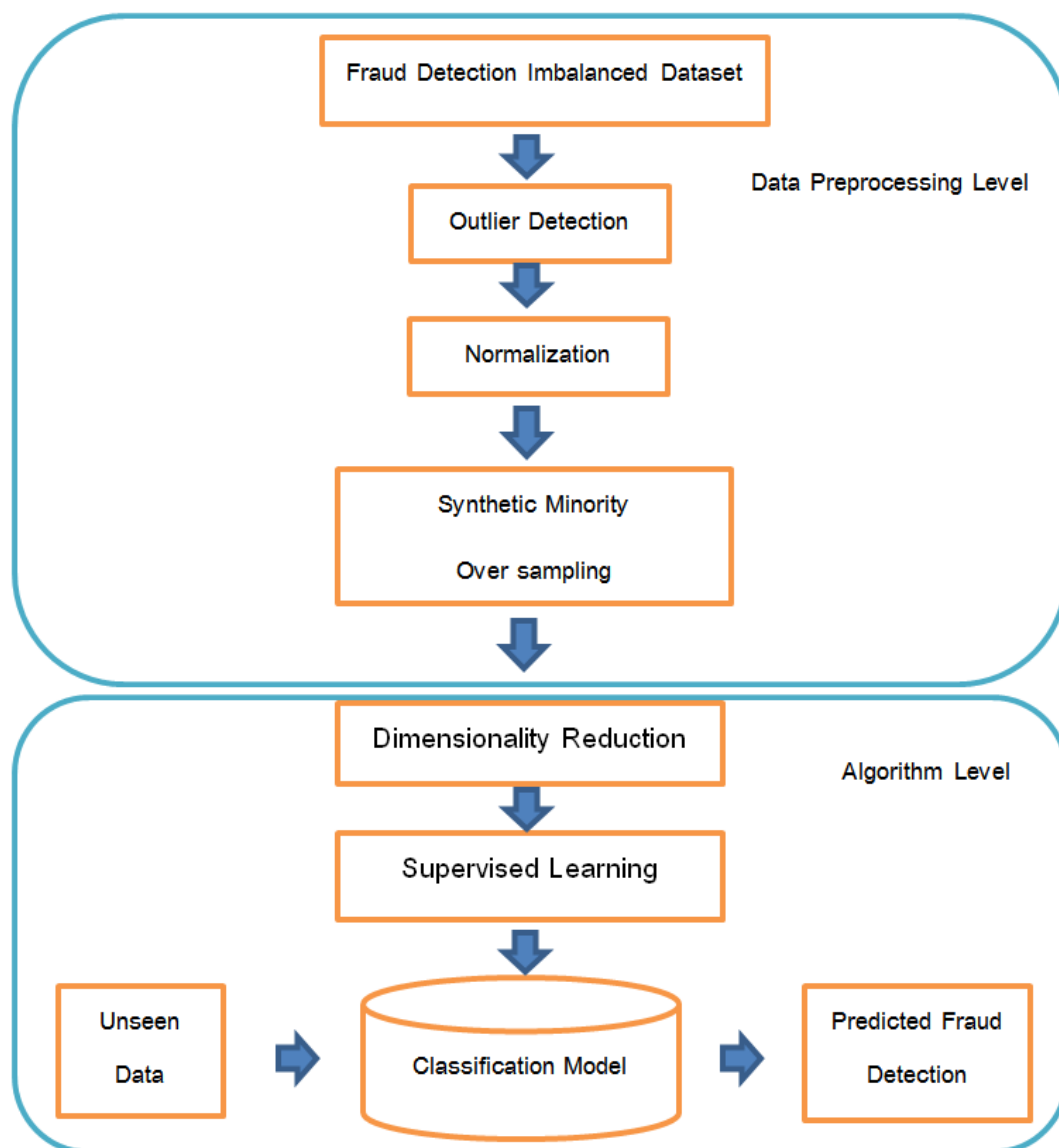 Fraud Detection Imbalanced Dataset
Data Preprocessing Level
Outlier Detection
Normalization
Synthetic Minority
Over sampling
Dimensionality Reduction
Algorithm Level
Supervised Learning
Unseen
Data
Classification Model
Predicted Fraud
Detection